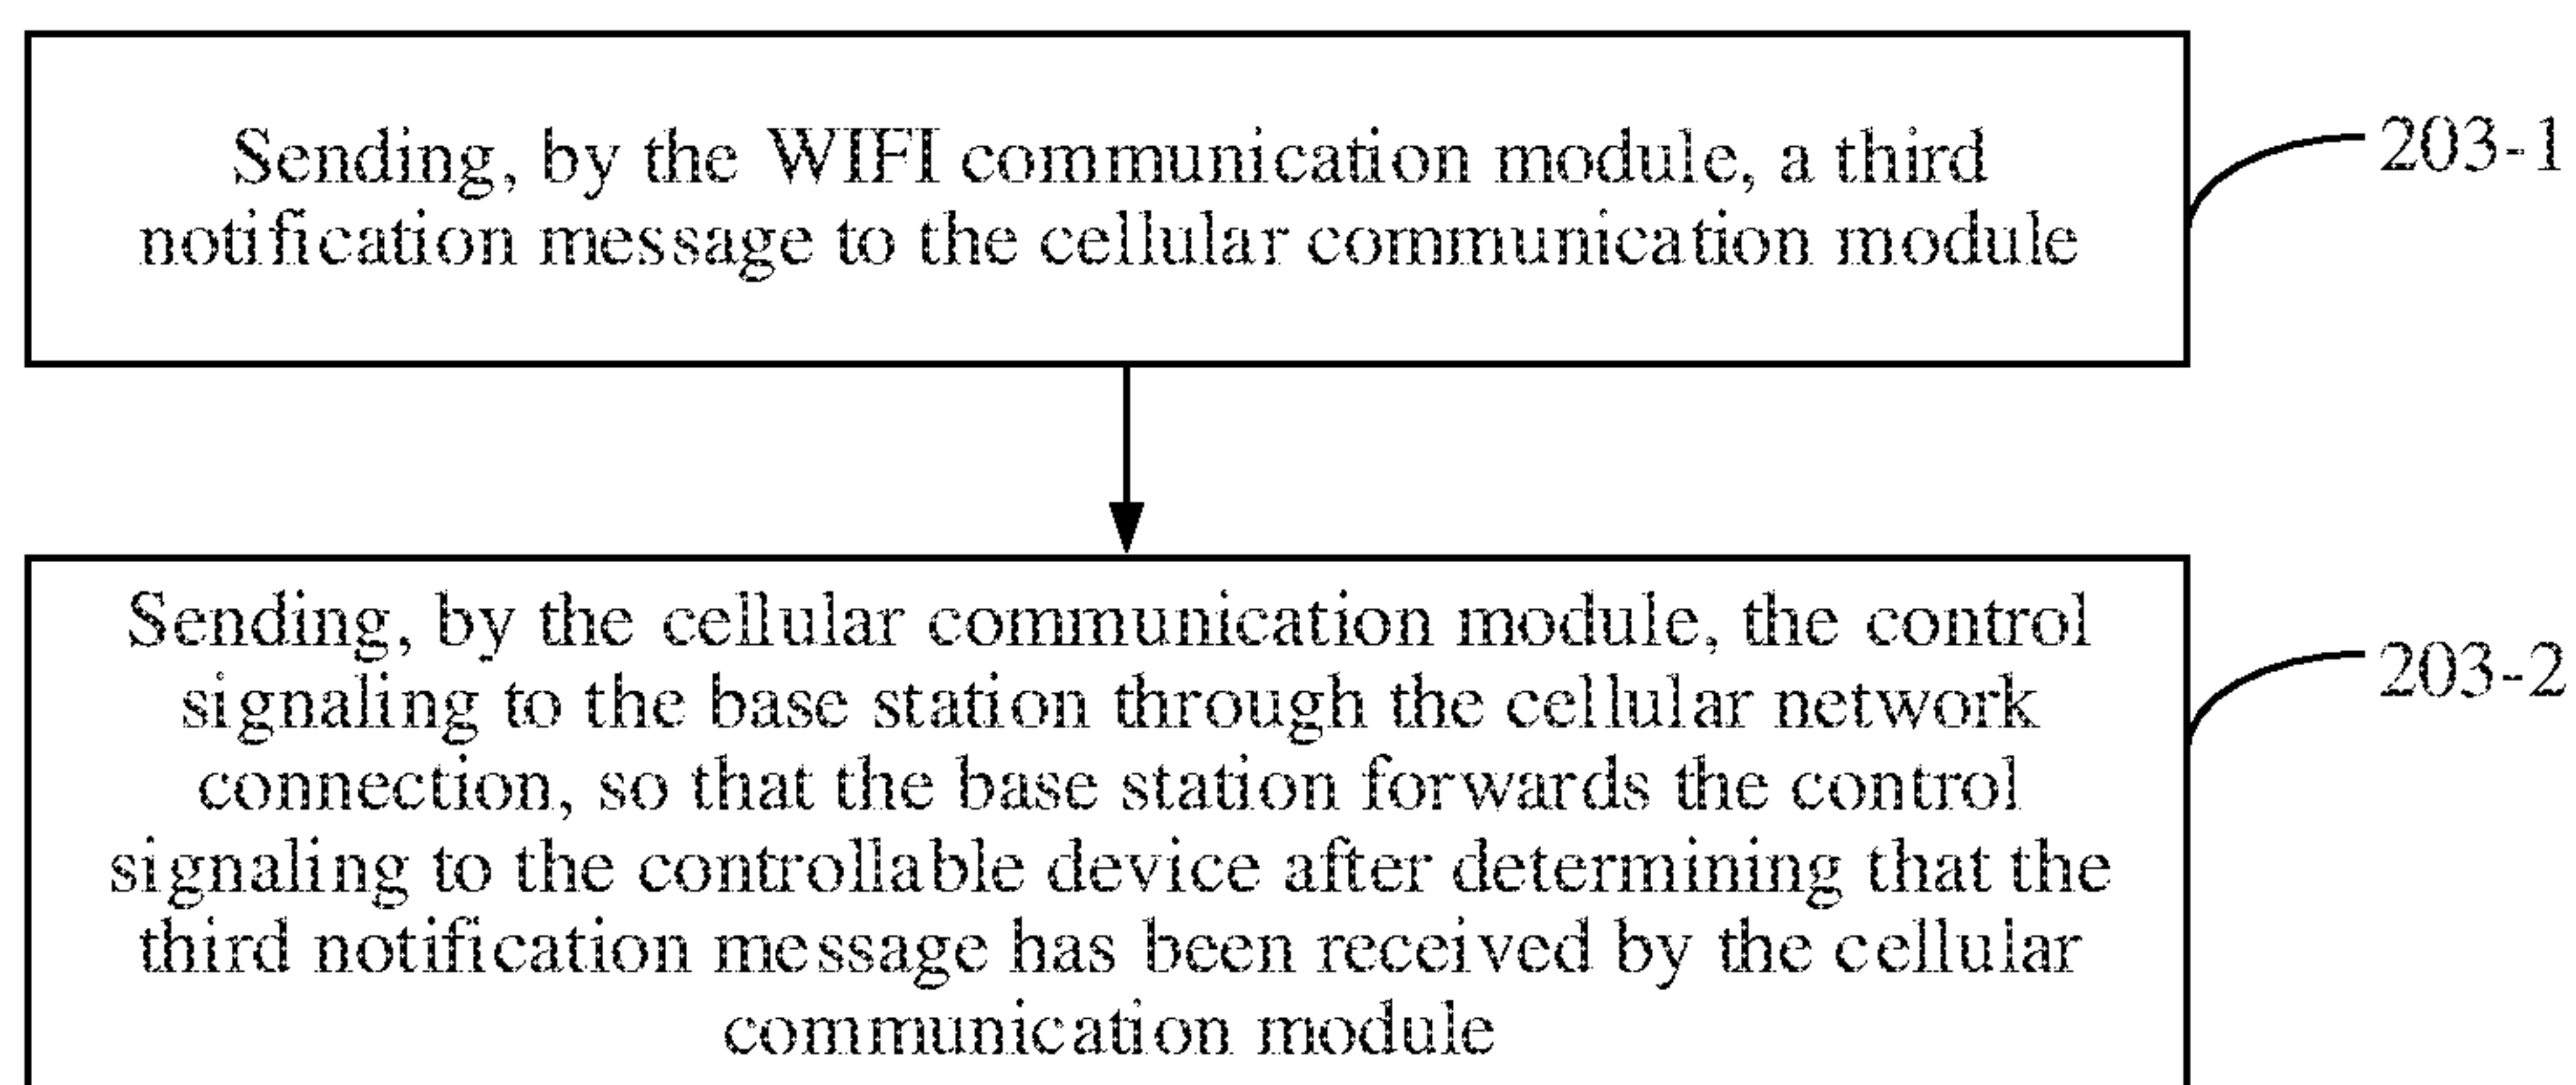 Sending, by the WIFI communication module, a third
notification message to the cellular communication module
203-1
Sending, by the cellular communication module, the control
signaling to the base station through the cellular network
connection, so that the base station forwards the control
signaling to the controllable device after determining that the
third notification message has been received by the cellular
communication module
203-2